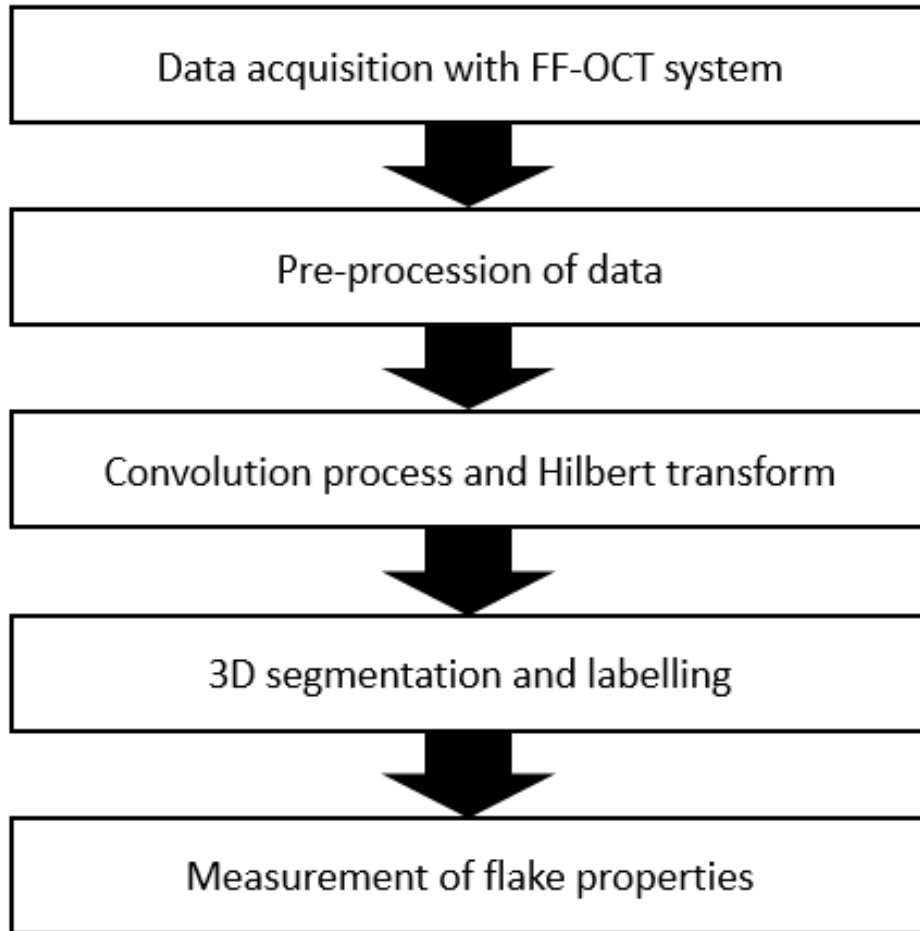 Data acquisition with FF-OCT system
Pre-procession of data
Convolution process and Hilbert transform
3D segmentation and labelling
Measurement of flake properties